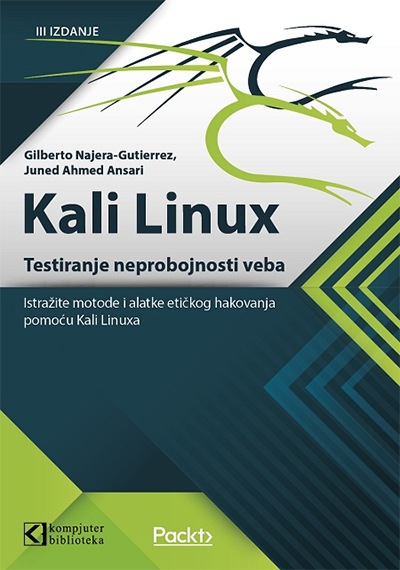 III IZDANJE
Gilberto Najera-Gutierrez,
Juned Ahmed Ansari
Kali Linux
Testiranje neprobojnosti veba
Istražite motode i alatke etičkog hakovanja
pomoću Kali Linuxa
kompjuter
biblioteka
Packt>